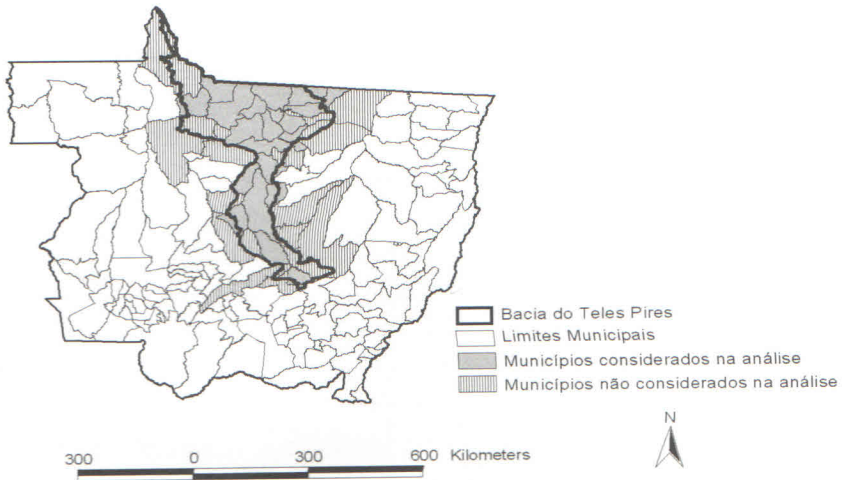 Bacia do Teles Pires
Limites Municipais
Municípios considerados na análise
Municípios não considerados na análise
N
300 0 300 600 Kilometers